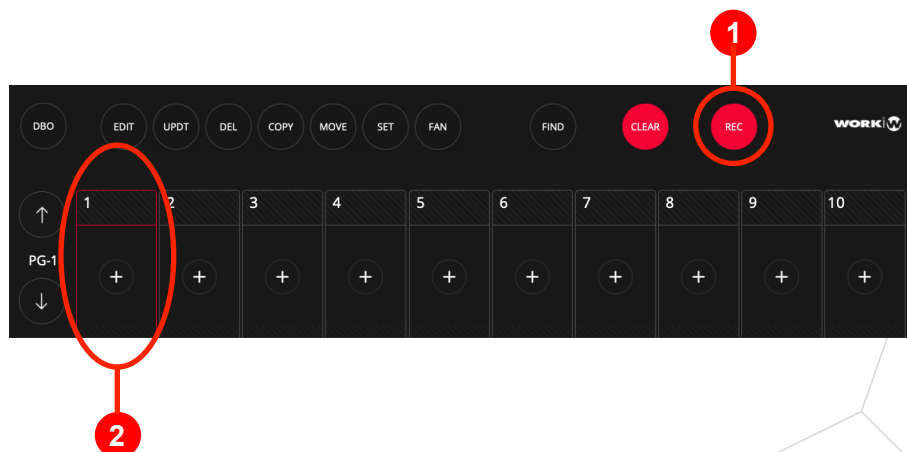 1
DBO EDIT UPDT DEL COPY MOVE SET FAN FIND CLEAR REC WORK
1 2 3 4 5 6 7 8 9 10
PG-1
+ + + + + + + + + +
2